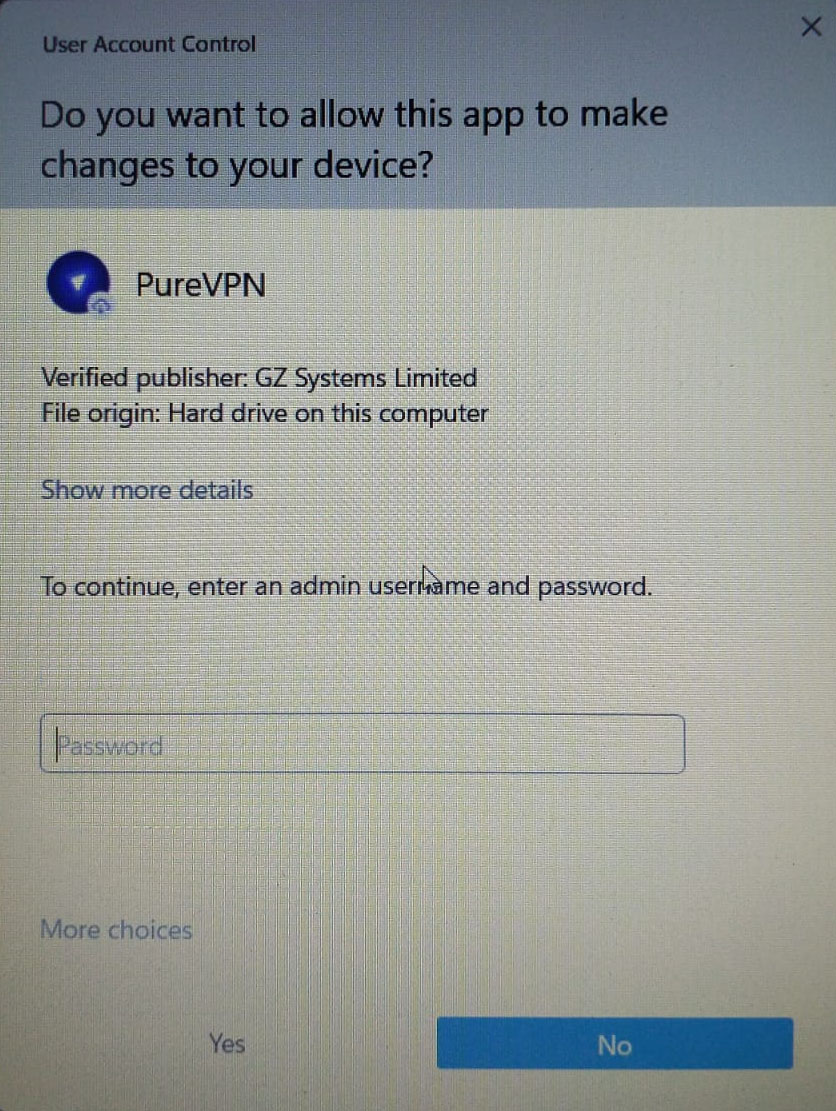 User Account Control
Do you want to allow this app to make
changes to your device?
PureVPN
Verified publisher: GZ Systems Limited
File origin: Hard drive on this computer
Show more details
To continue, enter an admin username and password.
Password
More choices
Yes
No